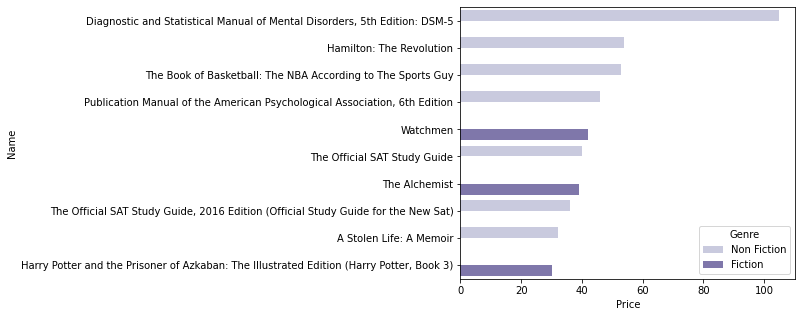 Diagnostic and Statistical Manual of Mental Disorders, 5th Edition: DSM-5
Hamilton: The Revolution
The Book of Basketball: The NBA According to The Sports Guy
Publication Manual of the American Psychological Association, 6th Edition
Watchmen
The Official SAT Study Guide
The Alchemist
The Official SAT Study Guide, 2016 Edition (Official Study Guide for the New Sat)
A Stolen Life: A Memoir
Harry Potter and the Prisoner of Azkaban: The Illustrated Edition (Harry Potter, Book 3)
Name
Genre
Non Fiction
Fiction
0 20 40 60 80 100
Price